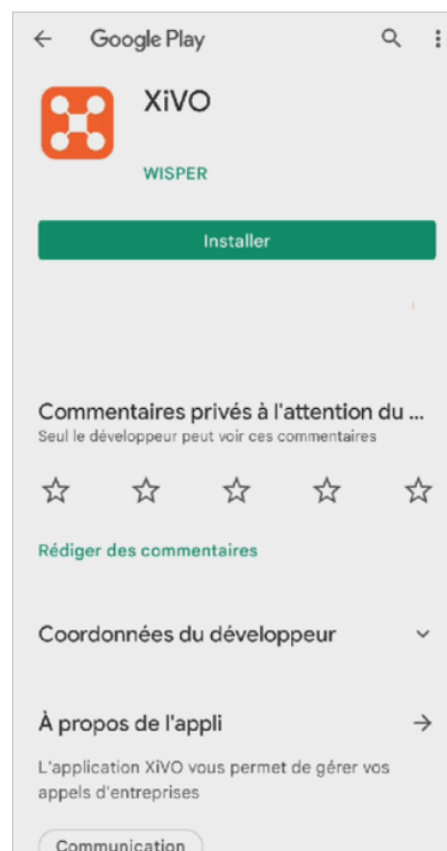 Google Play
XiVO
WISPER
Installer
Commentaires privés à l'attention du ...
Seul le développeur peut voir ces commentaires
Rédiger des commentaires
Coordonnées du développeur
À propos de l'appli
L'application XiVO vous permet de gérer vos
appels d'entreprises
Communication